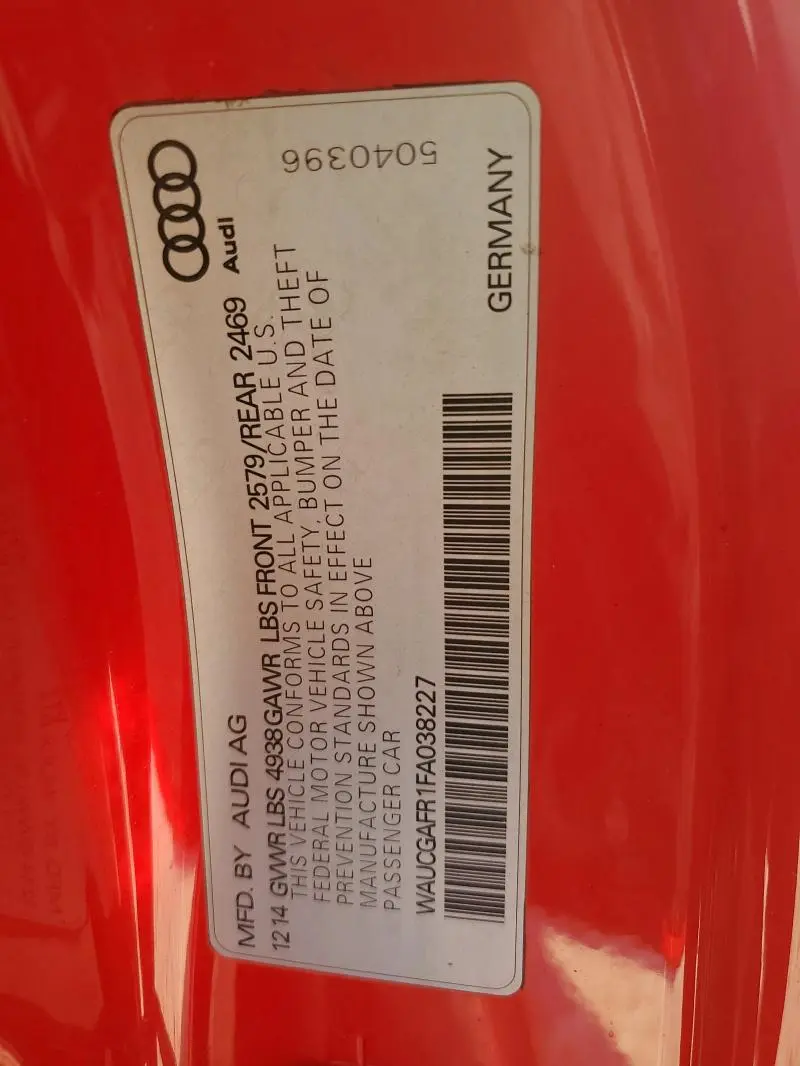 MFD. BY AUDI AG
Audi
12 14 GVWR LBS 4938 GAWR LBS FRONT 2579/REAR 2469
THIS VEHICLE CONFORMS TO ALL APPLICABLE U.S.
FEDERAL MOTOR VEHICLE SAFETY, BUMPER AND THEFT
PREVENTION STANDARDS IN EFFECT ON THE DATE OF
MANUFACTURE SHOWN ABOVE
PASSENGER CAR
5040396
WAUCGAFR1FA038227
GERMANY